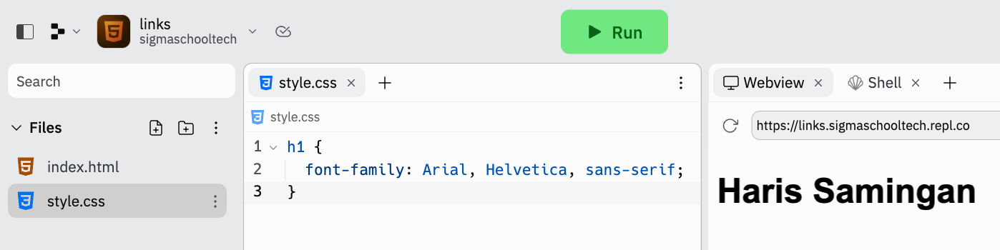 links
sigmaschooltech
Run
Search
Files
index.html
style.css
style.css
style.css
1 h1 {
2 font-family: Arial, Helvetica, sans-serif;
3 }
Webview
Shell
https://links.sigmaschooltech.repl.co
Haris Samingan